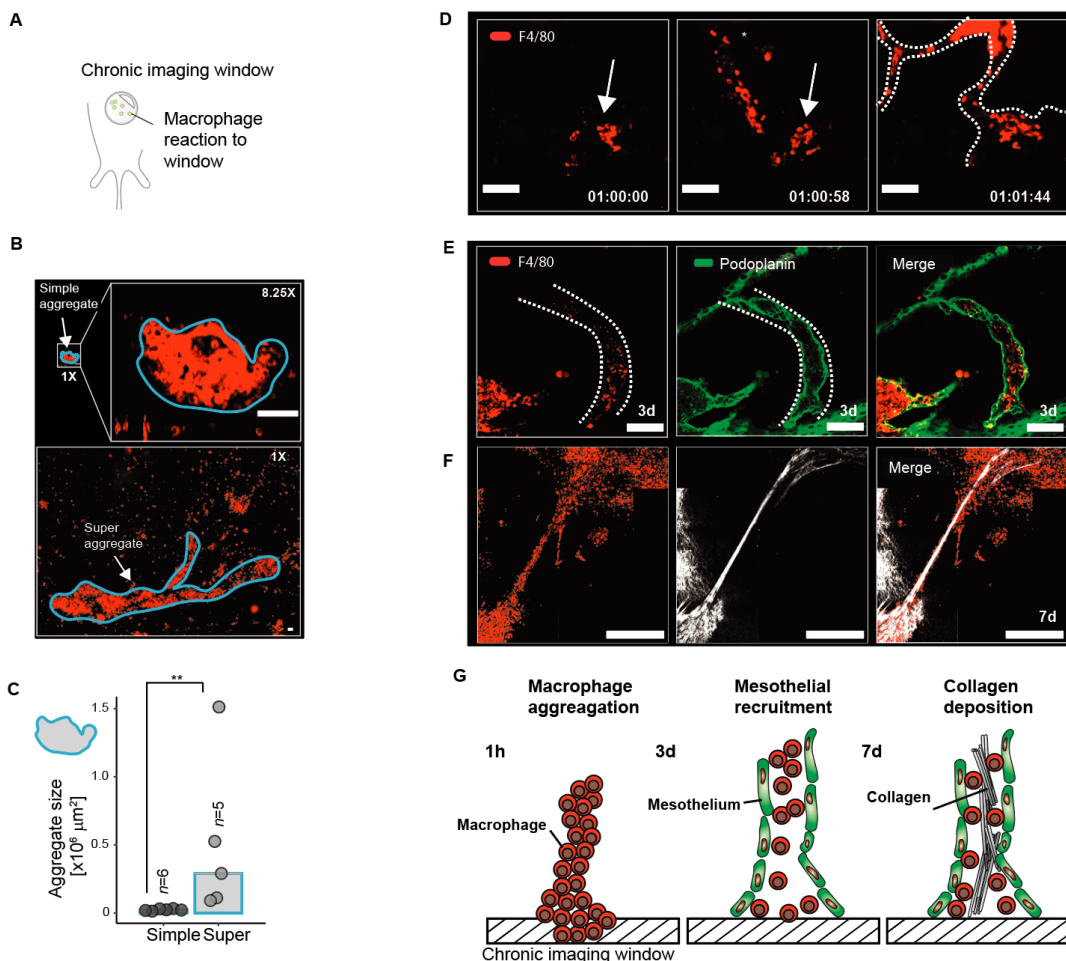 A
Chronic imaging window
Macrophage
reaction to
window
B
Simple
aggregate
1X
8.25X
1X
Super
aggregate
C
**
Aggregate size
[x10⁶ µm²]
1.5
1.0
0.5
0
n=6
n=5
Simple Super
D
F4/80
01:00:00
*
01:00:58
01:01:44
E
F4/80
3d
Podoplanin
3d
Merge
3d
F
Merge
7d
G
Macrophage
aggreagation
1h
Macrophage
Chronic imaging window
Mesothelial
recruitment
3d
Mesothelium
Collagen
deposition
7d
Collagen